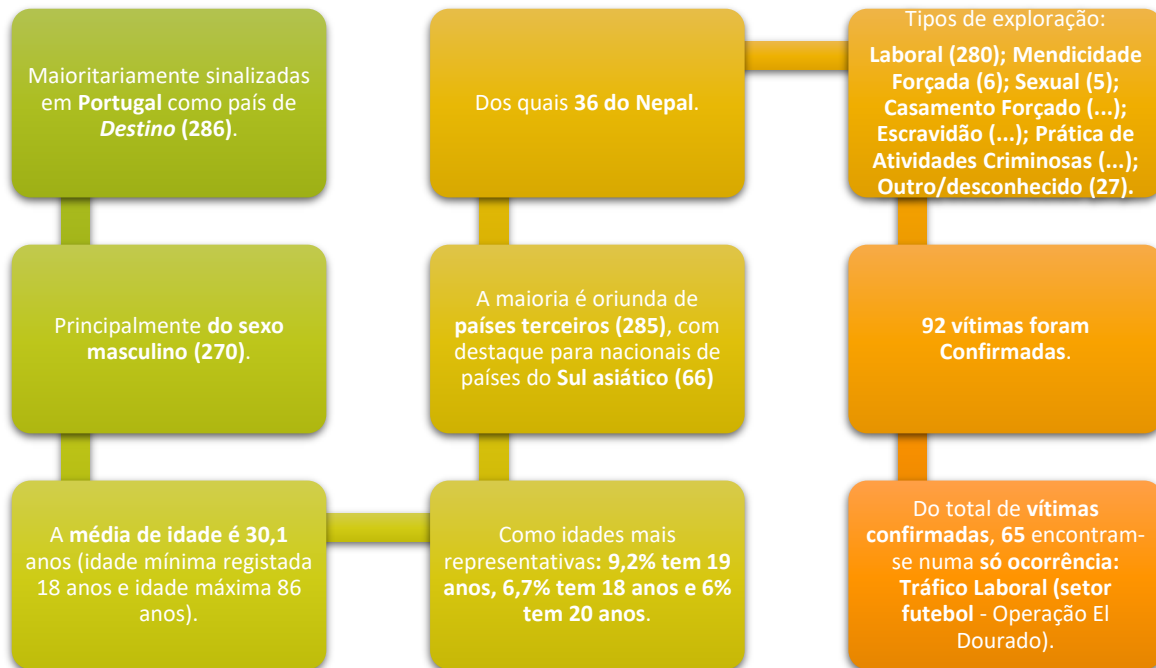 Maioritariamente sinalizadas
em Portugal como país de
Destino (286).
Principalmente do sexo
masculino (270).
A média de idade é 30,1
anos (idade mínima registada
18 anos e idade máxima 86
anos).
Como idades mais
representativas: 9,2% tem 19
anos, 6,7% tem 18 anos e 6%
tem 20 anos.
A maioria é oriunda de
países terceiros (285), com
destaque para nacionais de
países do Sul asiático (66)
Dos quais 36 do Nepal.
Tipos de exploração:
Laboral (280); Mendicidade
Forçada (6); Sexual (5);
Casamento Forçado (...);
Escravidão (...); Prática de
Atividades Criminosas (...);
Outro/desconhecido (27).
92 vítimas foram
Confirmadas.
Do total de vítimas
confirmadas, 65 encontram-
se numa só ocorrência:
Tráfico Laboral (setor
futebol - Operação El
Dourado).